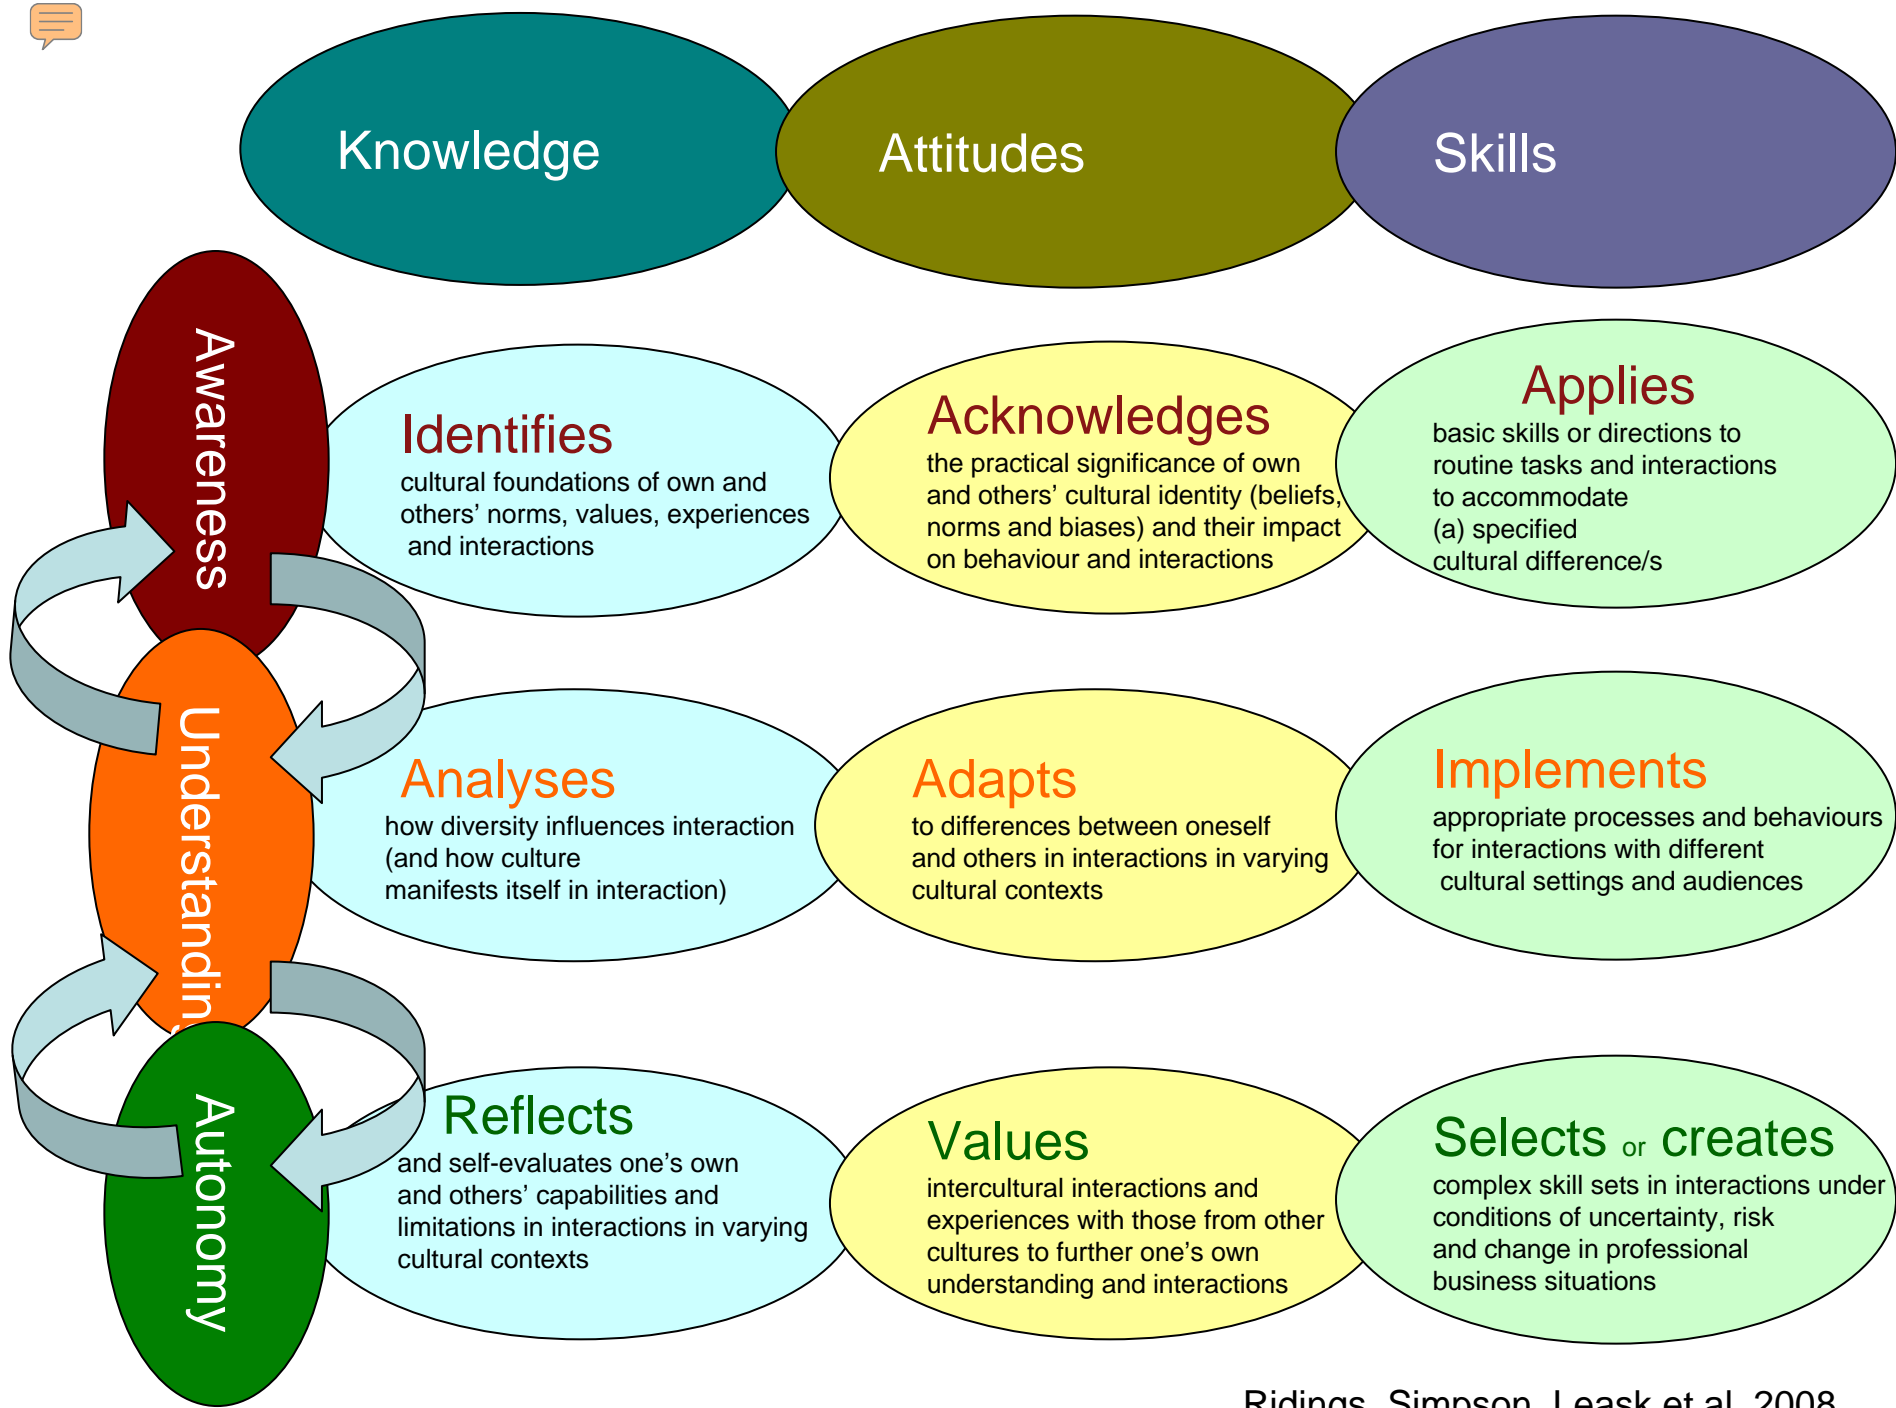 Knowledge
Attitudes
Skills
Awareness
Identifies
cultural foundations of own and
others’ norms, values, experiences
and interactions
Acknowledges
the practical significance of own
and others’ cultural identity (beliefs,
norms and biases) and their impact
on behaviour and interactions
Applies
basic skills or directions to
routine tasks and interactions
to accommodate
(a) specified
cultural difference/s
Understanding
Analyses
how diversity influences interaction
(and how culture
manifests itself in interaction)
Adapts
to differences between oneself
and others in interactions in varying
cultural contexts
Implements
appropriate processes and behaviours
for interactions with different
cultural settings and audiences
Autonomy
Reflects
and self-evaluates one’s own
and others’ capabilities and
limitations in interactions in varying
cultural contexts
Values
intercultural interactions and
experiences with those from other
cultures to further one’s own
understanding and interactions
Selects or creates
complex skill sets in interactions under
conditions of uncertainty, risk
and change in professional
business situations
Ridings, Simpson, Leask et al. 2008